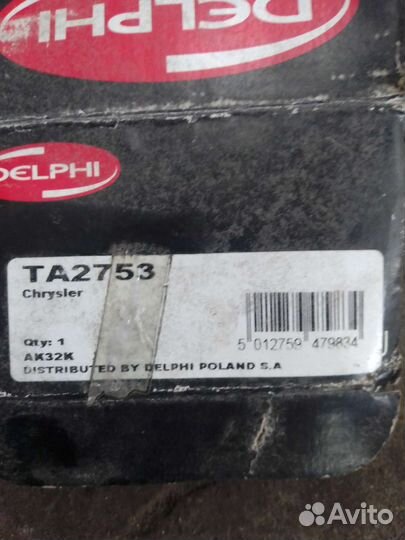 DELPHI
DELPHI
TA2753
Chrysler
Qty: 1
AK32K
DISTRIBUTED BY DELPHI POLAND S.A
5 012759 479834
Avito